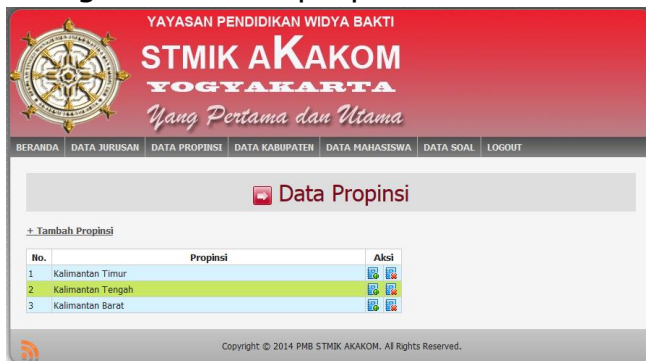 YAYASAN PENDIDIKAN WIDYA BAKTI
STMIK AKAKOM
YOGYAKARTA
Yang Pertama dan Utama
BERANDA DATA JURUSAN DATA PROPINSI DATA KABUPATEN DATA MAHASISWA DATA SOAL LOGOUT
Data Propinsi
+ Tambah Propinsi
No. Propinsi Aksi
1 Kalimantan Timur
2 Kalimantan Tengah
3 Kalimantan Barat
Copyright © 2014 PMB STMIK AKAKOM. All Rights Reserved.